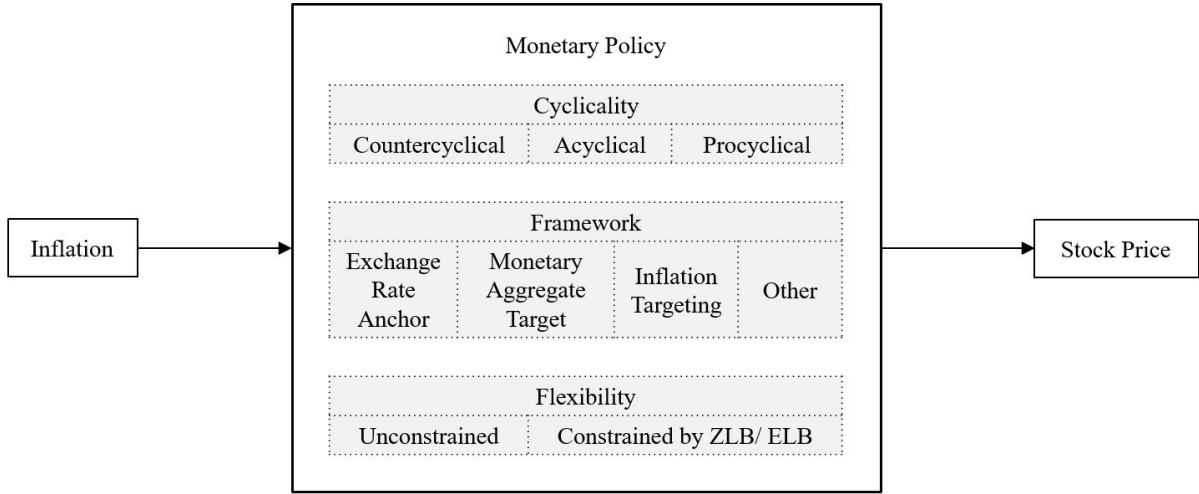 Monetary Policy
Cyclicality
Countercyclical
Acyclical
Procyclical
Framework
Exchange
Rate
Anchor
Monetary
Aggregate
Target
Inflation
Targeting
Other
Flexibility
Unconstrained
Constrained by ZLB/ ELB
Inflation
Stock Price